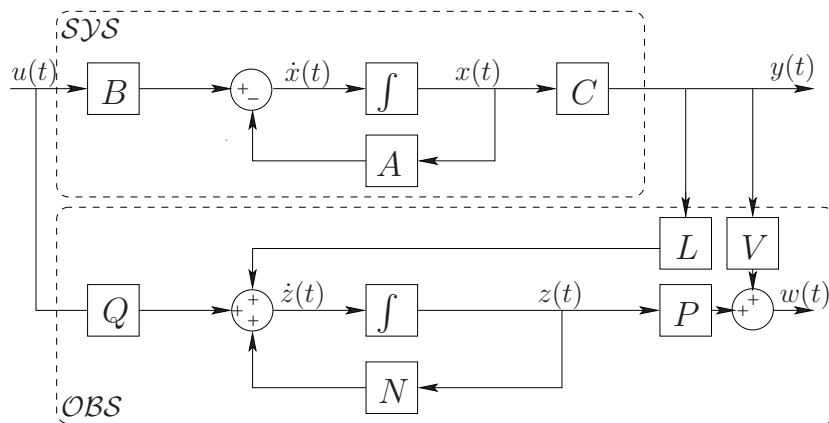 SYS
u(t)
B
+
−
ẋ(t)
∫
x(t)
C
y(t)
A
L
V
Q
+
+
+
ż(t)
∫
z(t)
P
+
+
w(t)
N
OBS